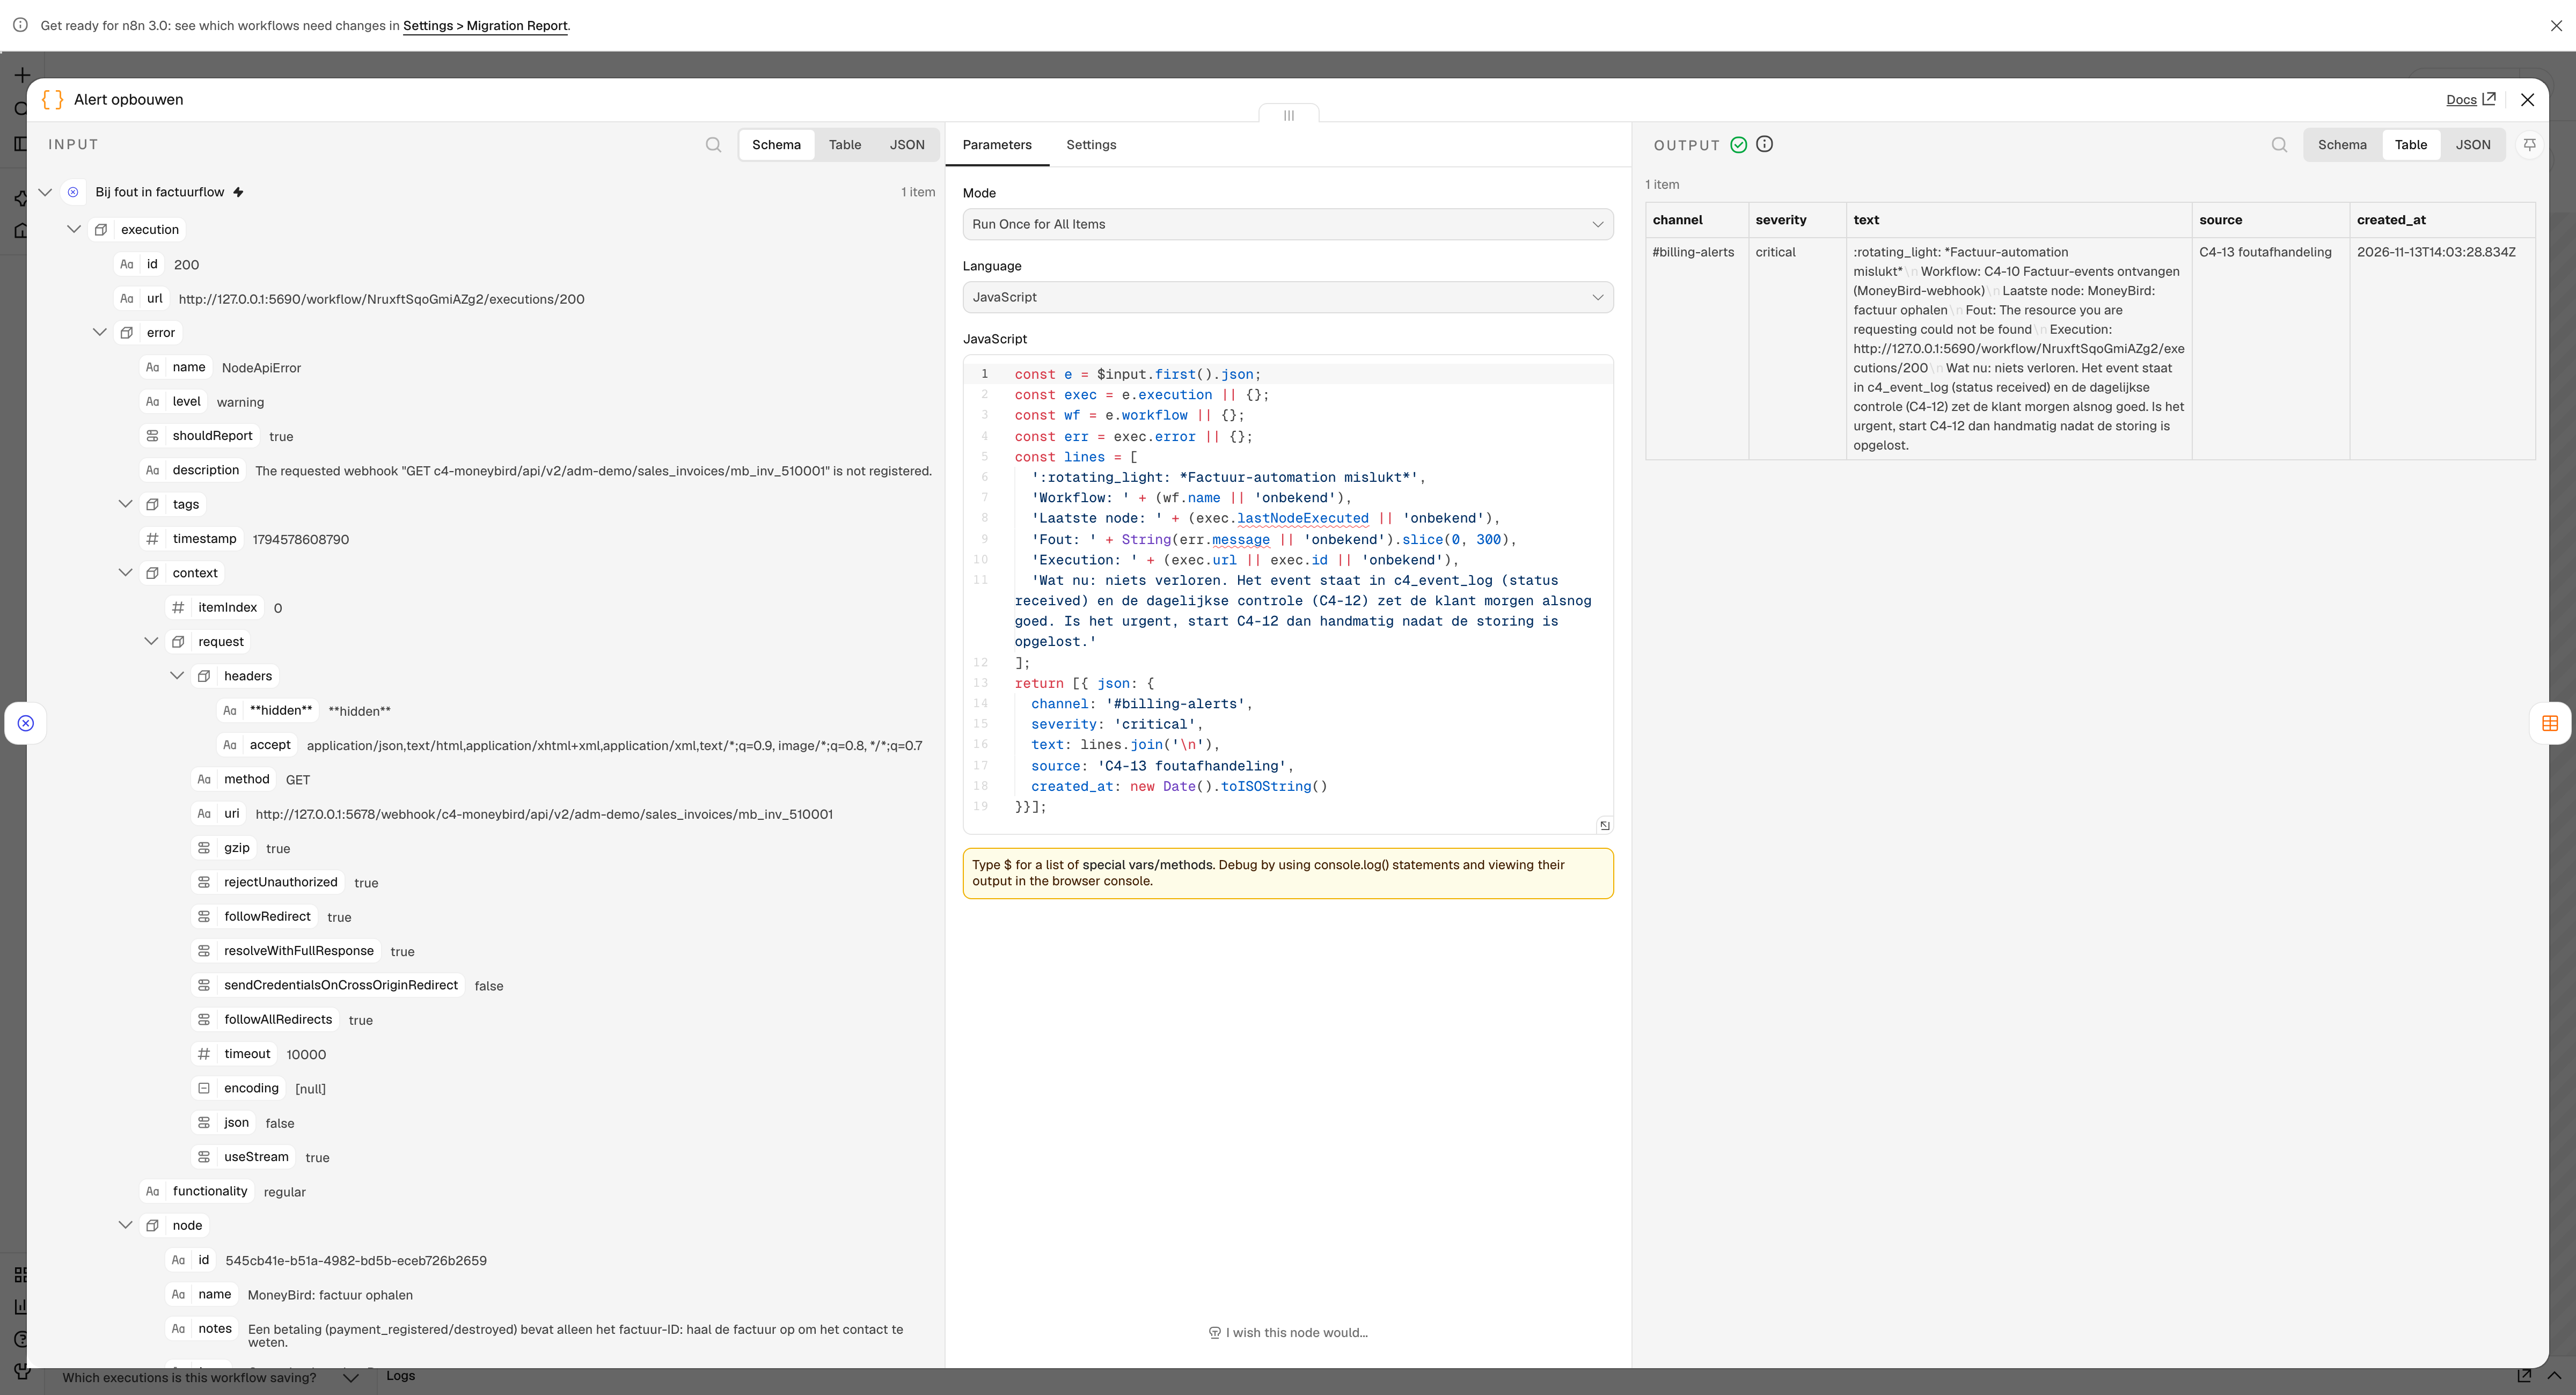 Get ready for n8n 3.0: see which workflows need changes in Settings > Migration Report.
Alert opbouwen
Docs
INPUT
Schema
Table
JSON
Bij fout in factuurflow
1 item
execution
Aa id 200
Aa url http://127.0.0.1:5690/workflow/NruxftSqoGmiAZg2/executions/200
error
Aa name NodeApiError
Aa level warning
shouldReport true
Aa description The requested webhook "GET c4-moneybird/api/v2/adm-demo/sales_invoices/mb_inv_510001" is not registered.
tags
# timestamp 1794578608790
context
# itemIndex 0
request
headers
Aa **hidden** **hidden**
Aa accept application/json,text/html,application/xhtml+xml,application/xml,text/*;q=0.9, image/*;q=0.8, */*;q=0.7
Aa method GET
Aa uri http://127.0.0.1:5678/webhook/c4-moneybird/api/v2/adm-demo/sales_invoices/mb_inv_510001
gzip true
rejectUnauthorized true
followRedirect true
resolveWithFullResponse true
sendCredentialsOnCrossOriginRedirect false
followAllRedirects true
# timeout 10000
encoding [null]
json false
useStream true
Aa functionality regular
node
Aa id 545cb41e-b51a-4982-bd5b-eceb726b2659
Aa name MoneyBird: factuur ophalen
Aa notes Een betaling (payment_registered/destroyed) bevat alleen het factuur-ID: haal de factuur op om het contact te
weten.
Parameters
Settings
Mode
Run Once for All Items
Language
JavaScript
JavaScript
1 const e = $input.first().json;
2 const exec = e.execution || {};
3 const wf = e.workflow || {};
4 const err = exec.error || {};
5 const lines = [
6 ':rotating_light: *Factuur-automation mislukt*',
7 'Workflow: ' + (wf.name || 'onbekend'),
8 'Laatste node: ' + (exec.lastNodeExecuted || 'onbekend'),
9 'Fout: ' + String(err.message || 'onbekend').slice(0, 300),
10 'Execution: ' + (exec.url || exec.id || 'onbekend'),
11 'Wat nu: niets verloren. Het event staat in c4_event_log (status
received) en de dagelijkse controle (C4-12) zet de klant morgen alsnog
goed. Is het urgent, start C4-12 dan handmatig nadat de storing is
opgelost.'
12 ];
13 return [{ json: {
14 channel: '#billing-alerts',
15 severity: 'critical',
16 text: lines.join('\n'),
17 source: 'C4-13 foutafhandeling',
18 created_at: new Date().toISOString()
19 }}];
Type $ for a list of special vars/methods. Debug by using console.log() statements and viewing their
output in the browser console.
I wish this node would...
OUTPUT
Schema
Table
JSON
1 item
channel severity text source created_at
#billing-alerts critical :rotating_light: *Factuur-automation C4-13 foutafhandeling 2026-11-13T14:03:28.834Z
mislukt*\n Workflow: C4-10 Factuur-events ontvangen
(MoneyBird-webhook)\n Laatste node: MoneyBird:
factuur ophalen\n Fout: The resource you are
requesting could not be found\n Execution:
http://127.0.0.1:5690/workflow/NruxftSqoGmiAZg2/exe
cutions/200\n Wat nu: niets verloren. Het event staat
in c4_event_log (status received) en de dagelijkse
controle (C4-12) zet de klant morgen alsnog
goed. Is het
urgent, start C4-12 dan handmatig nadat de storing is
opgelost.
Which executions is this workflow saving?
Logs